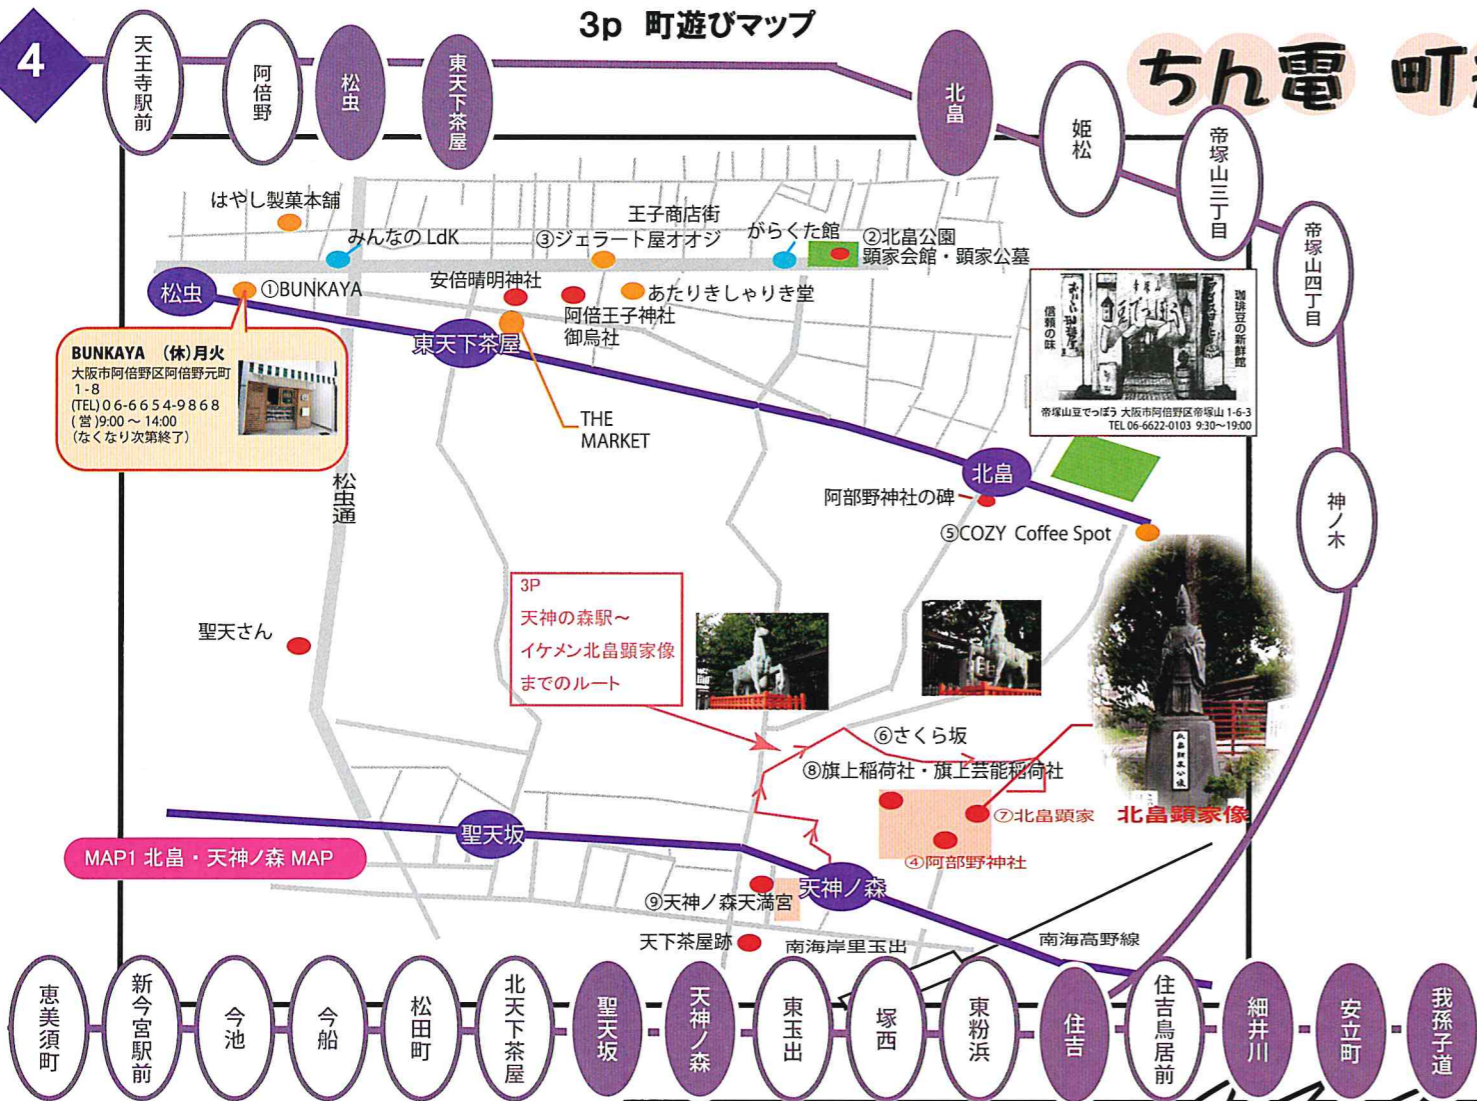 4
3p 町遊びマップ
ちん電 町
天王寺駅前
阿倍野
松虫
東天下茶屋
北畠
姫松
帝塚山三丁目
帝塚山四丁目
神ノ木
はやし製菓本舗
みんなの LdK
王子商店街
③ジェラート屋オオジ
がらくた館
②北畠公園
顕家会館・顕家公墓
松虫
①BUNKAYA
安倍晴明神社
阿倍王子神社
御烏社
あたりきしゃりき堂
東天下茶屋
THE
MARKET
BUNKAYA (休)月火
大阪市阿倍野区阿倍野元町
1-8
(TEL)06-6654-9868
(営)9:00～14:00
(なくなり次第終了)
珈琲豆の新鮮館
信頼の味
帝塚山豆でっぽう 大阪市阿倍野区帝塚山 1-6-3
TEL 06-6622-0103 9:30～19:00
松虫通
北畠
阿部野神社の碑
⑤COZY Coffee Spot
聖天さん
3P
天神の森駅～
イケメン北畠顕家像
までのルート
⑥さくら坂
⑧旗上稲荷社・旗上芸能稲荷社
⑦北畠顕家
北畠顕家像
④阿部野神社
聖天坂
MAP1 北畠・天神ノ森 MAP
天神ノ森
⑨天神ノ森天満宮
天下茶屋跡
南海岸里玉出
南海高野線
恵美須町
新今宮駅前
今池
今船
松田町
北天下茶屋
聖天坂
天神ノ森
東玉出
塚西
東粉浜
住吉
住吉鳥居前
細井川
安立町
我孫子道